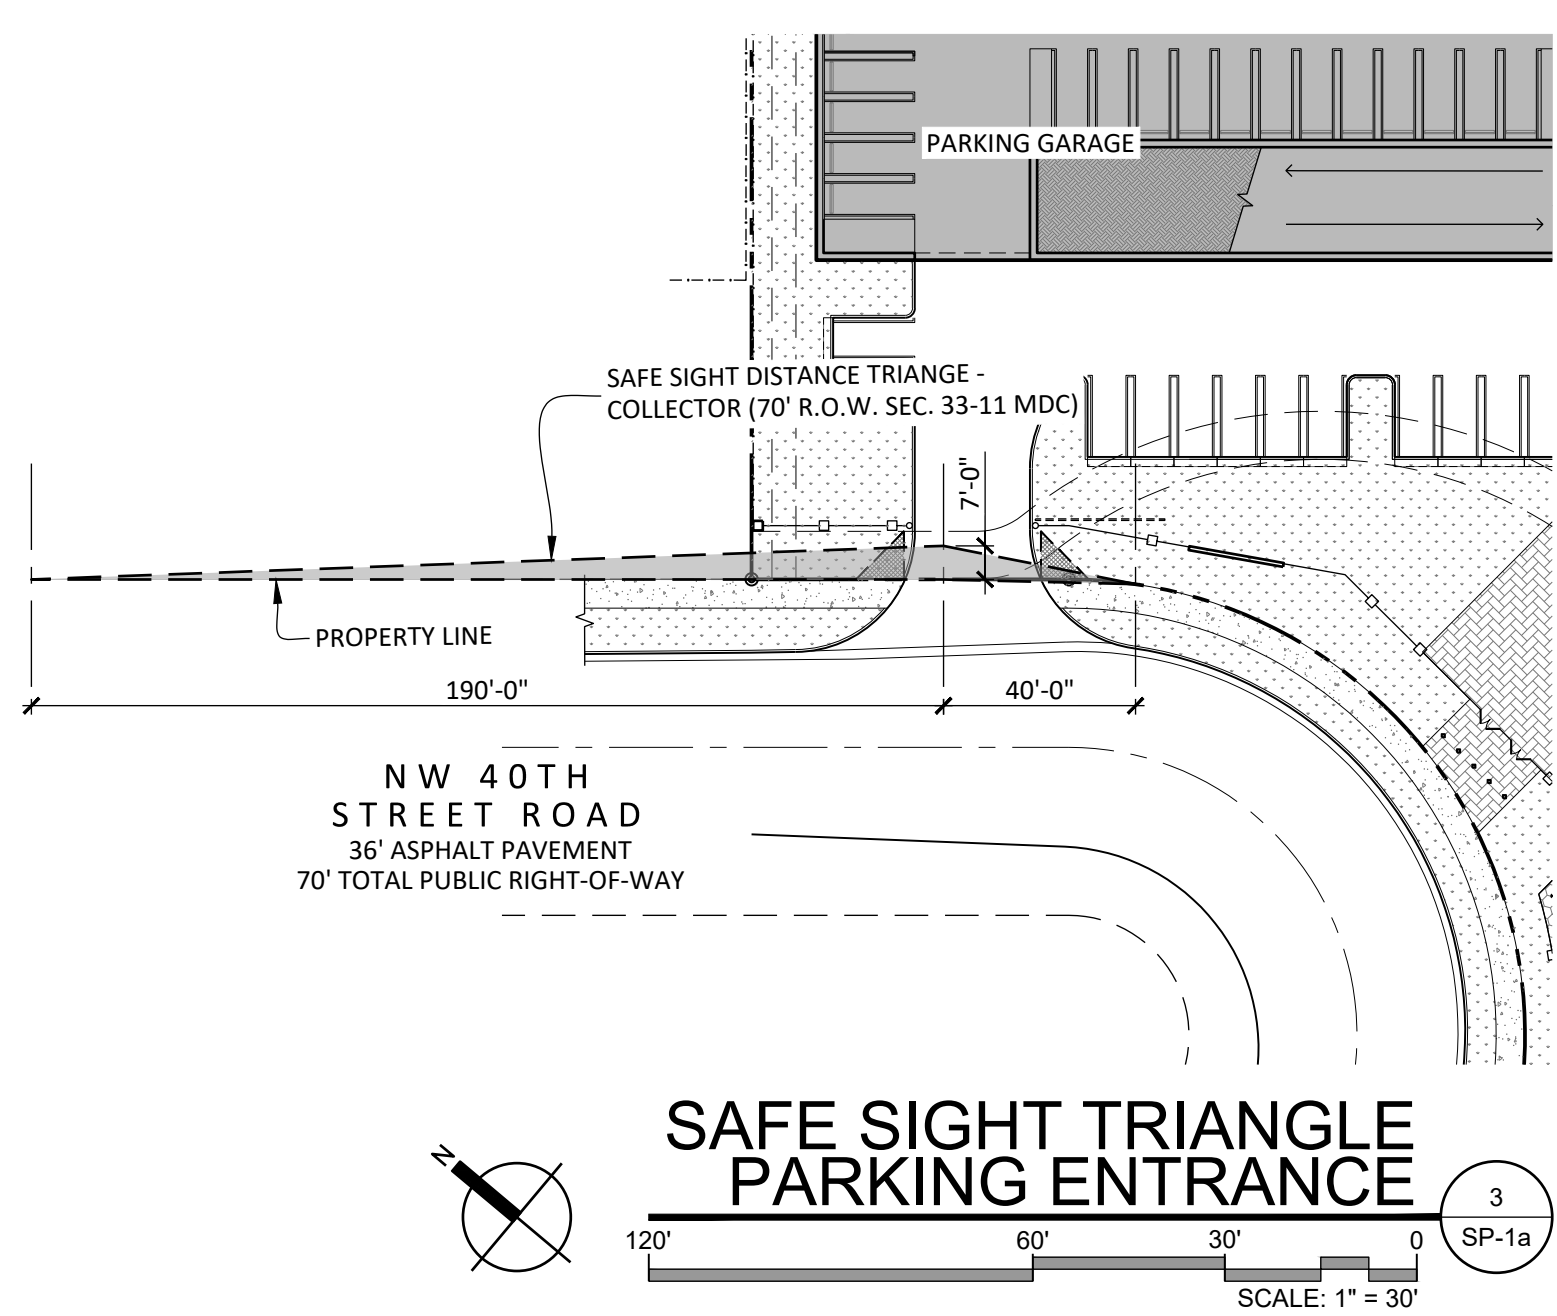 PARKING GARAGE
SAFE SIGHT DISTANCE TRIANGE -
COLLECTOR (70' R.O.W. SEC. 33-11 MDC)
7'-0"
PROPERTY LINE
190'-0"
40'-0"
NW 40TH
STREET ROAD
36' ASPHALT PAVEMENT
70' TOTAL PUBLIC RIGHT-OF-WAY
N
SAFE SIGHT TRIANGLE
PARKING ENTRANCE
3
SP-1a
120' 60' 30' 0
SCALE: 1" = 30'